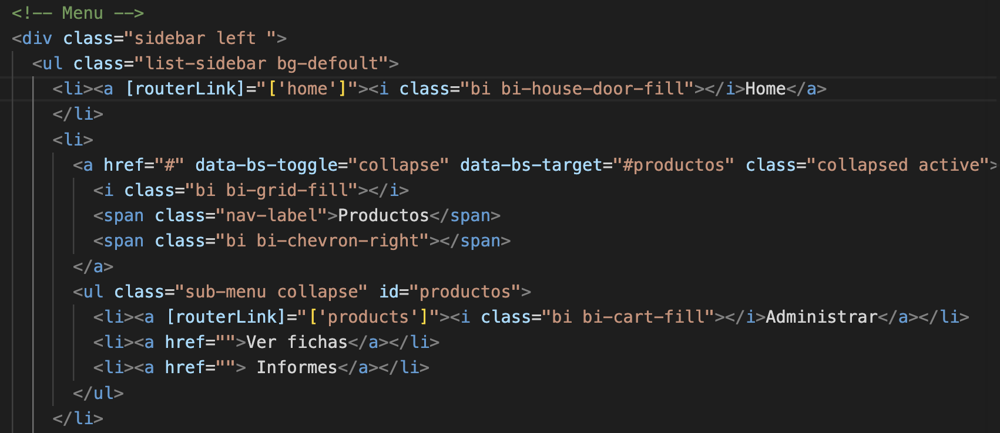 <!-- Menu -->
<div class="sidebar left ">
<ul class="list-sidebar bg-defoult">
<li><a [routerLink]="['home']"><i class="bi bi-house-door-fill"></i>Home</a>
</li>
<li>
<a href="#" data-bs-toggle="collapse" data-bs-target="#productos" class="collapsed active">
<i class="bi bi-grid-fill"></i>
<span class="nav-label">Productos</span>
<span class="bi bi-chevron-right"></span>
</a>
<ul class="sub-menu collapse" id="productos">
<li><a [routerLink]="['products']"><i class="bi bi-cart-fill"></i>Administrar</a></li>
<li><a href="">Ver fichas</a></li>
<li><a href=""> Informes</a></li>
</ul>
</li>